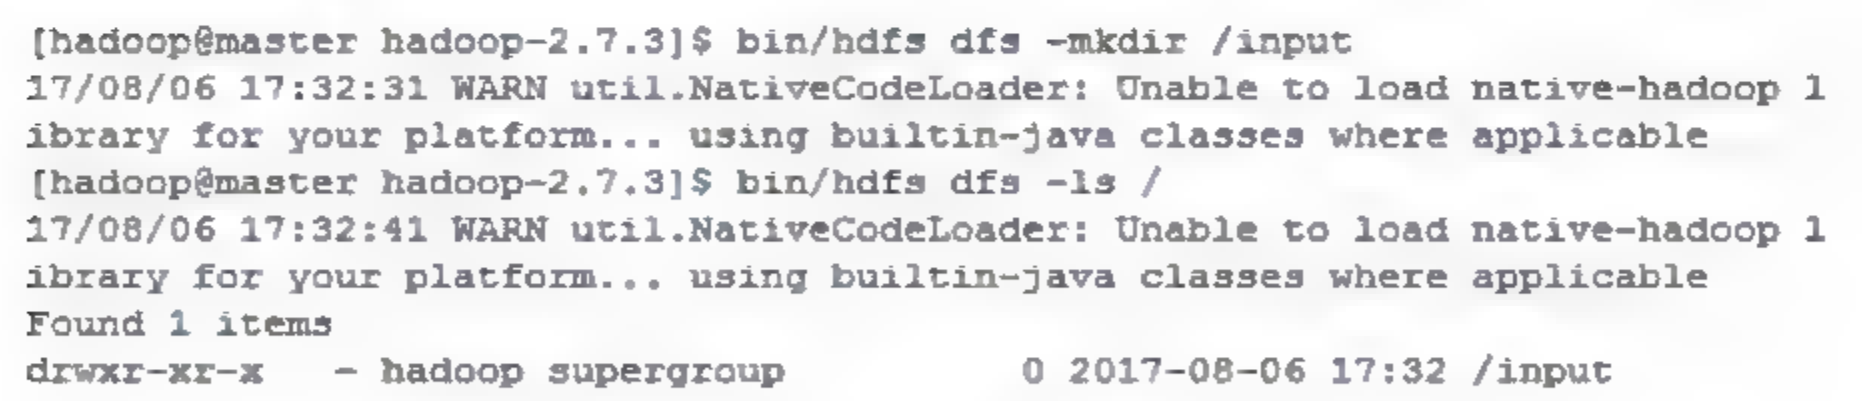 [hadoop@master hadoop-2.7.3]$ bin/hdfs dfs -mkdir /input
17/08/06 17:32:31 WARN util.NativeCodeLoader: Unable to load native-hadoop l
ibrary for your platform... using builtin-java classes where applicable
[hadoop@master hadoop-2.7.3]$ bin/hdfs dfs -ls /
17/08/06 17:32:41 WARN util.NativeCodeLoader: Unable to load native-hadoop l
ibrary for your platform... using builtin-java classes where applicable
Found 1 items
drwxr-xr-x   - hadoop supergroup          0 2017-08-06 17:32 /input